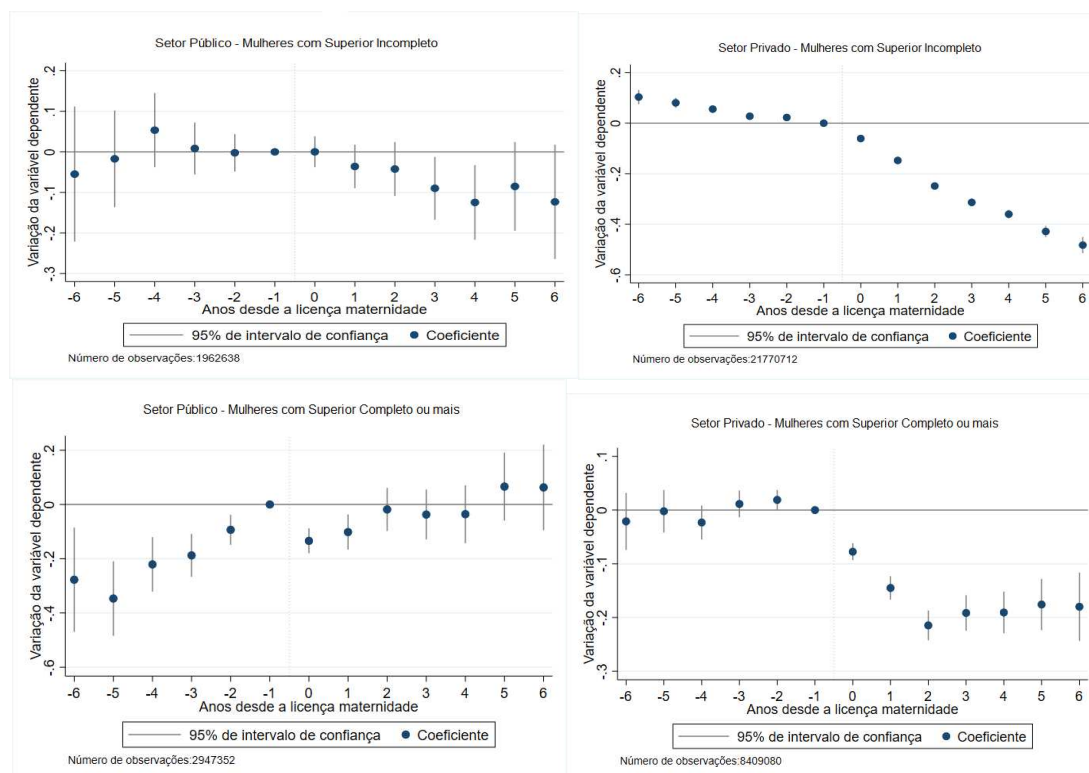 Setor Público - Mulheres com Superior Incompleto
Variação da variável dependente
.2
.1
0
-.1
-.2
-.3
-6 -5 -4 -3 -2 -1 0 1 2 3 4 5 6
Anos desde a licença maternidade
95% de intervalo de confiança Coeficiente
Número de observações:1962638
Setor Privado - Mulheres com Superior Incompleto
Variação da variável dependente
.2
0
-.2
-.4
-.6
-6 -5 -4 -3 -2 -1 0 1 2 3 4 5 6
Anos desde a licença maternidade
95% de intervalo de confiança Coeficiente
Número de observações:21770712
Setor Público - Mulheres com Superior Completo ou mais
Variação da variável dependente
.2
0
-.2
-.4
-.6
-6 -5 -4 -3 -2 -1 0 1 2 3 4 5 6
Anos desde a licença maternidade
95% de intervalo de confiança Coeficiente
Número de observações:2947352
Setor Privado - Mulheres com Superior Completo ou mais
Variação da variável dependente
.1
0
-.1
-.2
-.3
-6 -5 -4 -3 -2 -1 0 1 2 3 4 5 6
Anos desde a licença maternidade
95% de intervalo de confiança Coeficiente
Número de observações:8409080